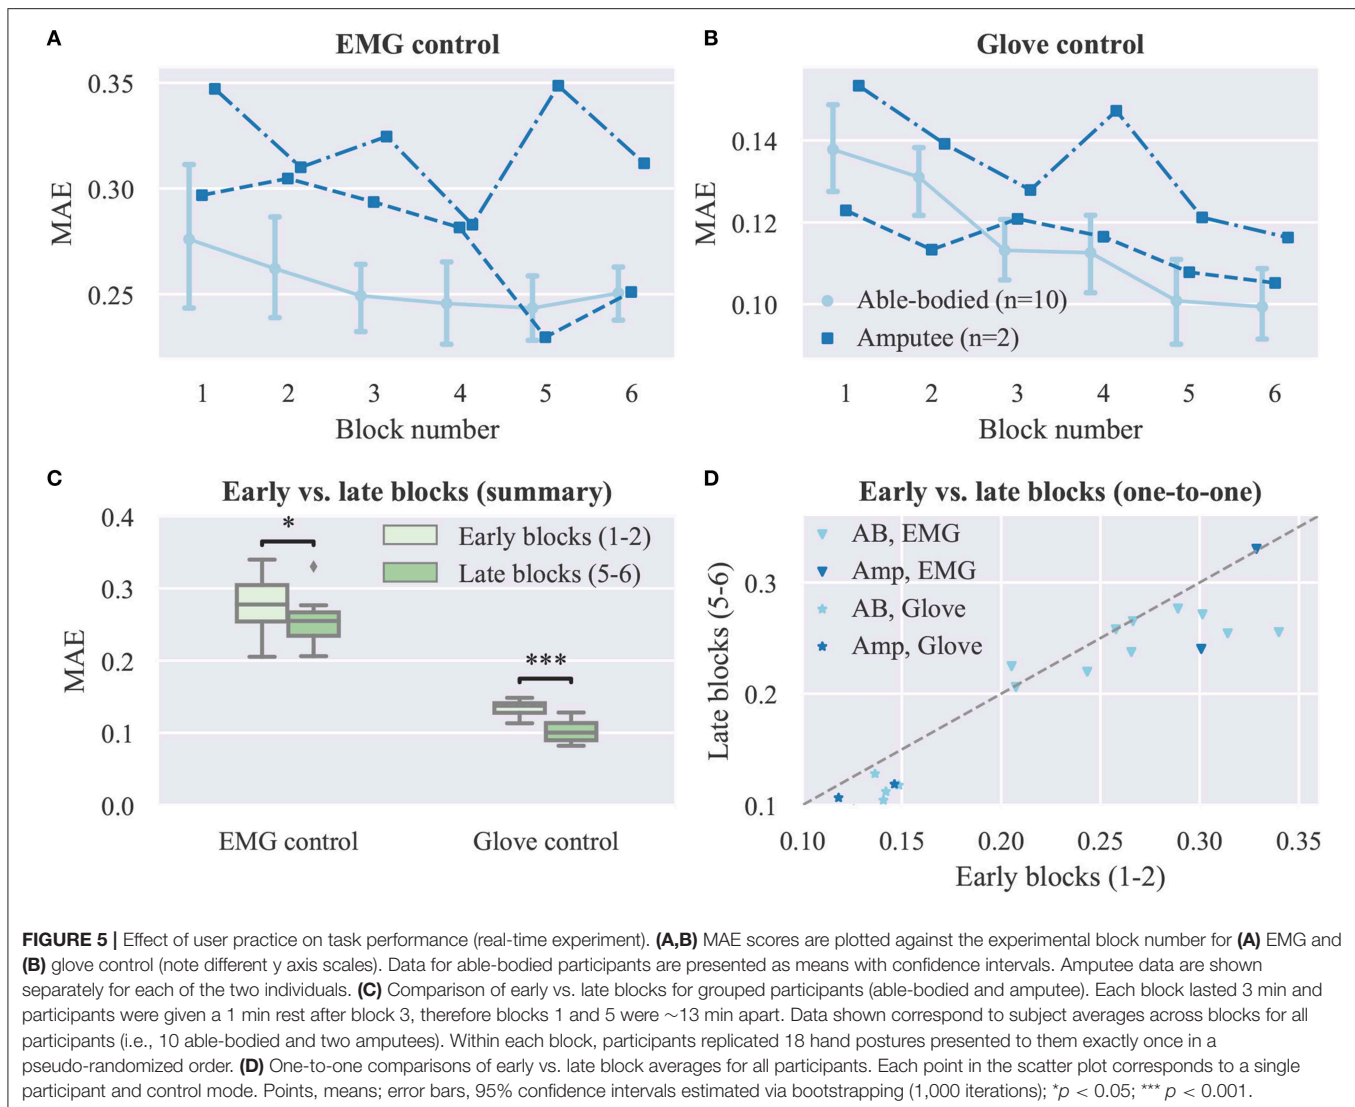 A
EMG control
MAE
0.35
0.30
0.25
1 2 3 4 5 6
Block number
B
Glove control
MAE
0.14
0.12
0.10
Able-bodied (n=10)
Amputee (n=2)
1 2 3 4 5 6
Block number
C
Early vs. late blocks (summary)
MAE
0.4
0.3
0.2
0.1
0.0
*
***
Early blocks (1-2)
Late blocks (5-6)
EMG control
Glove control
D
Early vs. late blocks (one-to-one)
Late blocks (5-6)
0.3
0.2
0.1
AB, EMG
Amp, EMG
AB, Glove
Amp, Glove
0.10 0.15 0.20 0.25 0.30 0.35
Early blocks (1-2)
FIGURE 5 | Effect of user practice on task performance (real-time experiment). (A,B) MAE scores are plotted against the experimental block number for (A) EMG and
(B) glove control (note different y axis scales). Data for able-bodied participants are presented as means with confidence intervals. Amputee data are shown
separately for each of the two individuals. (C) Comparison of early vs. late blocks for grouped participants (able-bodied and amputee). Each block lasted 3 min and
participants were given a 1 min rest after block 3, therefore blocks 1 and 5 were ~13 min apart. Data shown correspond to subject averages across blocks for all
participants (i.e., 10 able-bodied and two amputees). Within each block, participants replicated 18 hand postures presented to them exactly once in a
pseudo-randomized order. (D) One-to-one comparisons of early vs. late block averages for all participants. Each point in the scatter plot corresponds to a single
participant and control mode. Points, means; error bars, 95% confidence intervals estimated via bootstrapping (1,000 iterations); *p < 0.05; *** p < 0.001.